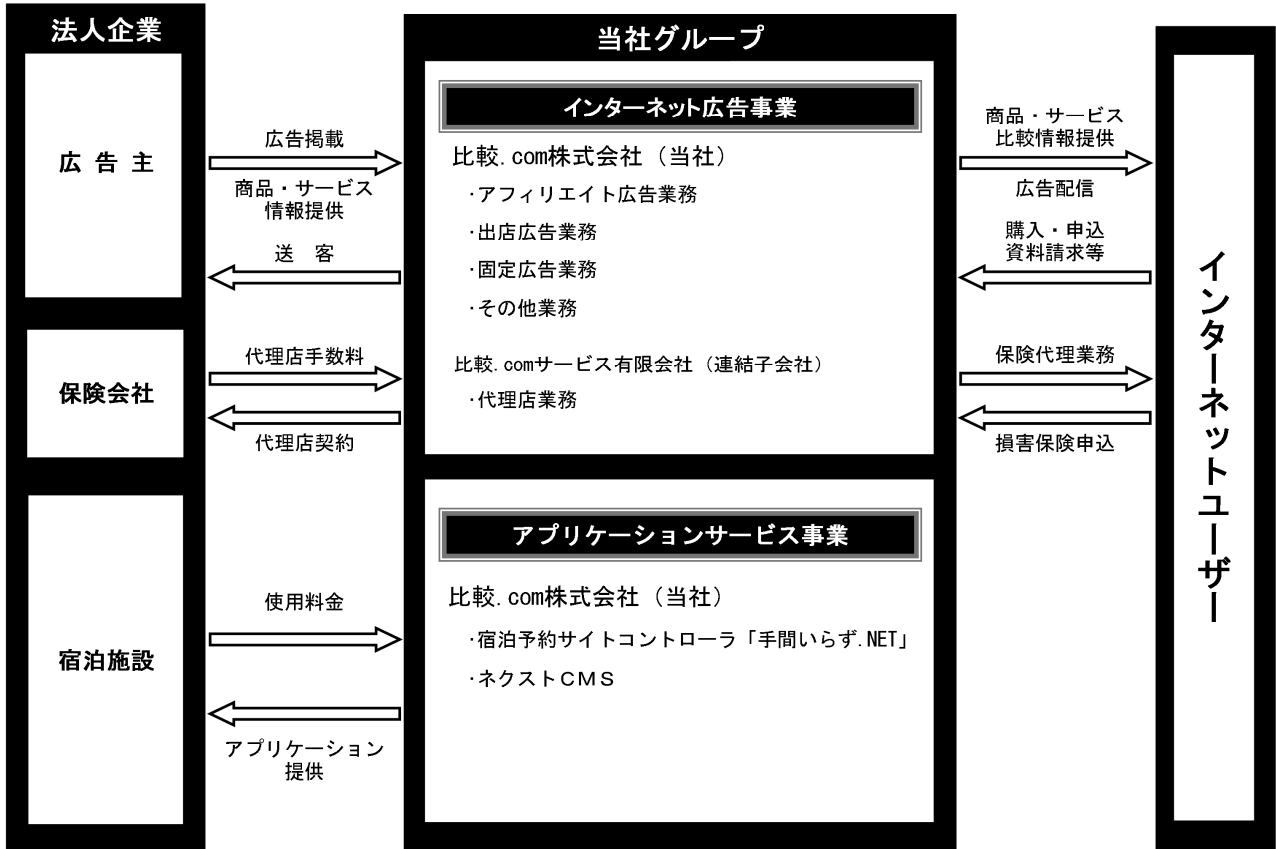 法人企業
広 告 主
保険会社
宿泊施設
広告掲載
商品・サービス
情報提供
送 客
代理店手数料
代理店契約
使用料金
アプリケーション
提供
当社グループ
インターネット広告事業
比較.com株式会社（当社）
・アフィリエイト広告業務
・出店広告業務
・固定広告業務
・その他業務
比較.comサービス有限会社（連結子会社）
・代理店業務
アプリケーションサービス事業
比較.com株式会社（当社）
・宿泊予約サイトコントローラ「手間いらず.NET」
・ネクストＣＭＳ
商品・サービス
比較情報提供
広告配信
購入・申込
資料請求等
保険代理業務
損害保険申込
インターネットユーザー